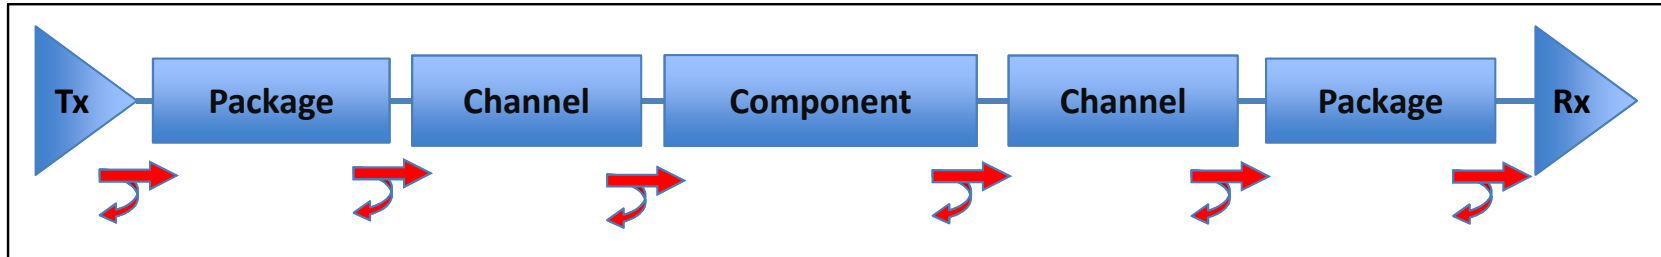 Tx
Package
Channel
Component
Channel
Package
Rx